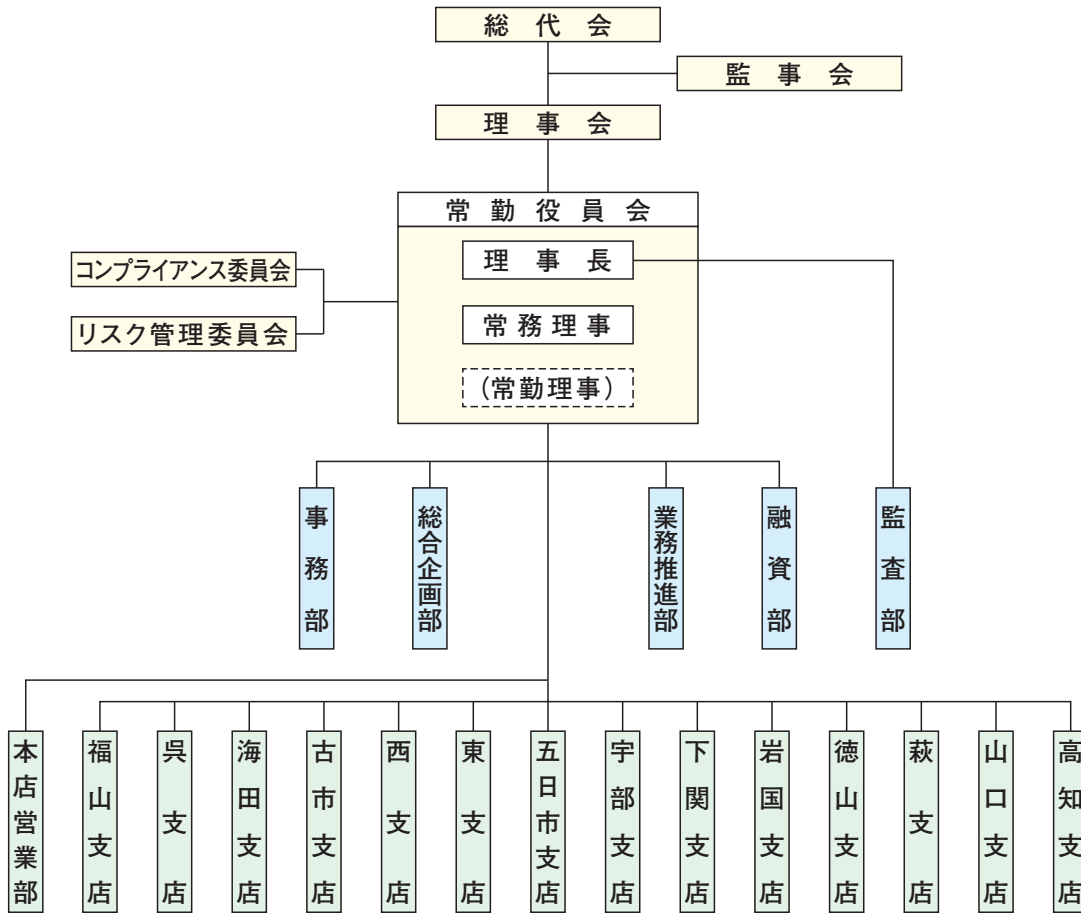 総代会
監事会
理事会
常勤役員会
理事長
コンプライアンス委員会
常務理事
リスク管理委員会
（常勤理事）
事務部
総合企画部
業務推進部
融資部
監査部
本店営業部
福山支店
呉支店
海田支店
古市支店
西支店
東支店
五日市支店
宇部支店
下関支店
岩国支店
徳山支店
萩支店
山口支店
高知支店